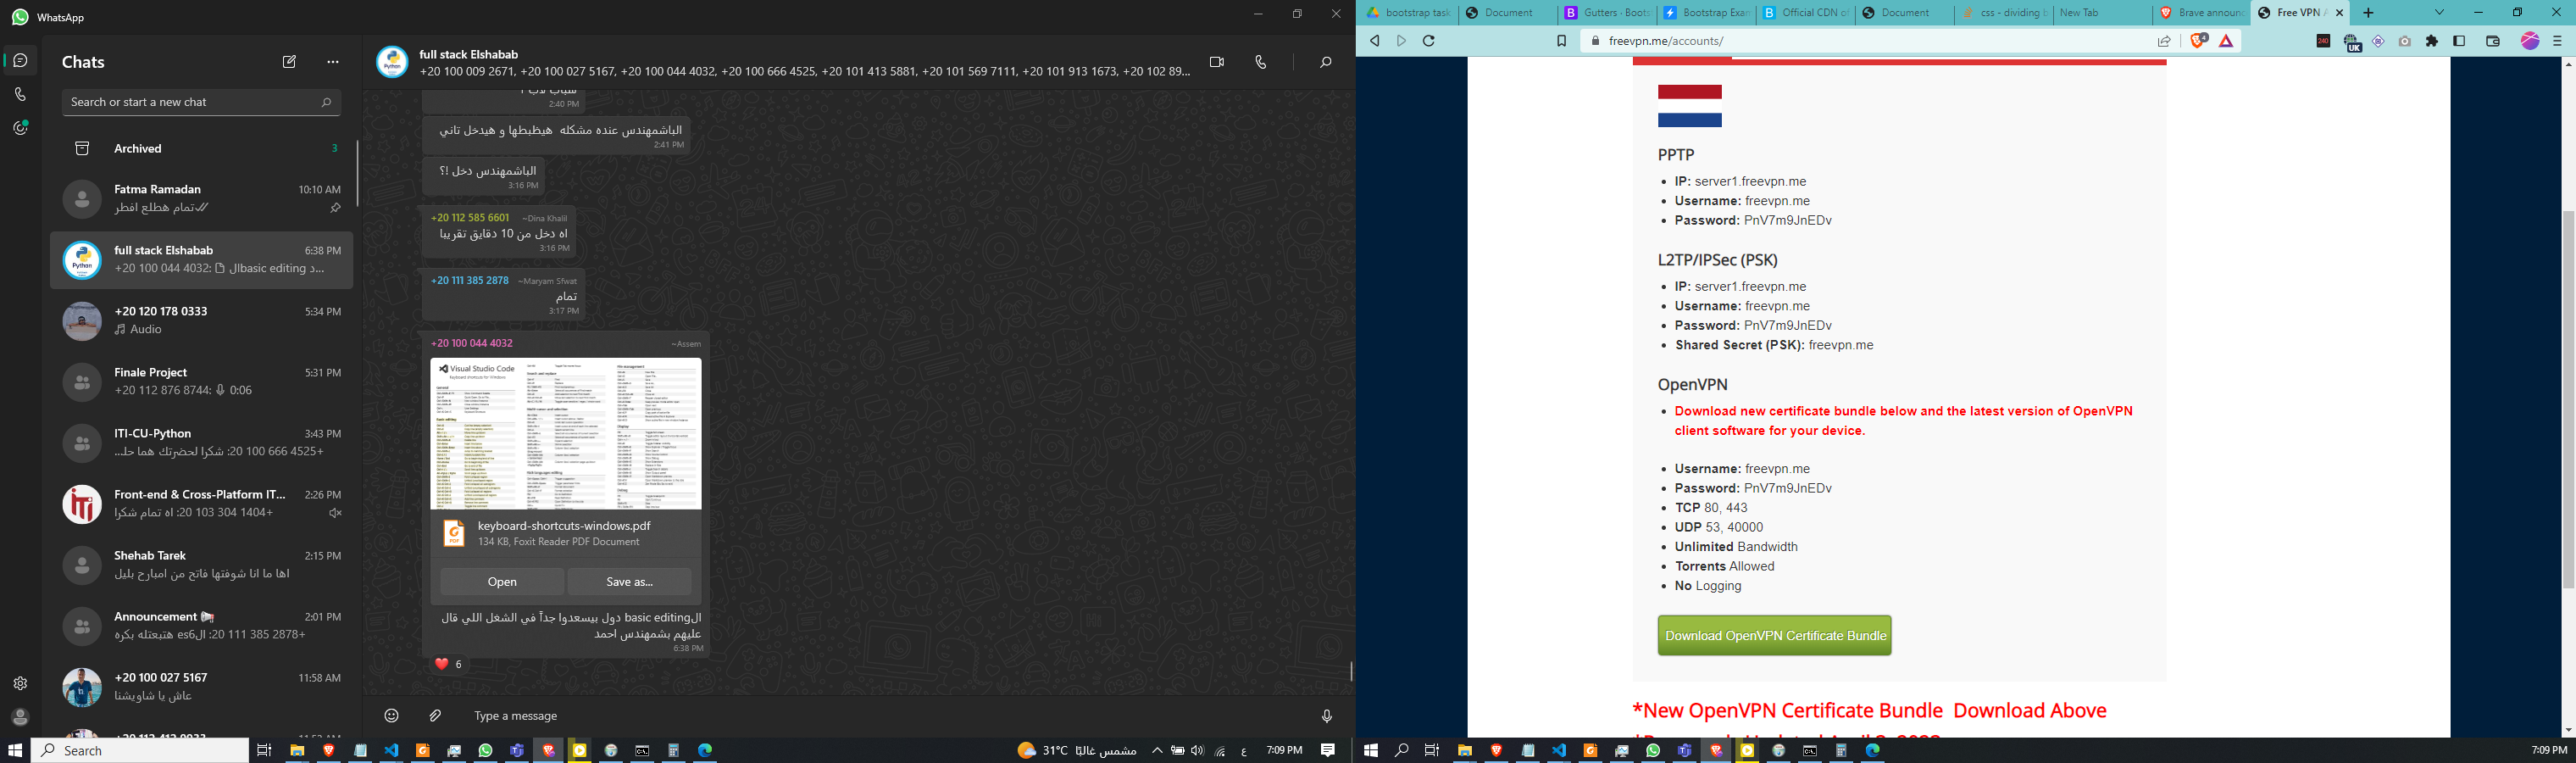 WhatsApp
Chats
Search or start a new chat
Archived
3
Fatma Ramadan
10:10 AM
تمام هطلع افطر
full stack Elshabab
6:38 PM
+20 100 044 4032: الbasic editing د...
+20 120 178 0333
5:34 PM
Audio
Finale Project
5:31 PM
+20 112 876 8744: 0:06
ITI-CU-Python
3:43 PM
+20 100 666 4525: شكرا لحضرتك هما حل...
Front-end & Cross-Platform IT...
2:26 PM
+20 103 304 1404: اه تمام شكرا
Shehab Tarek
2:15 PM
اها ما انا شوفتها فاتح من امبارح بليل
Announcement
2:01 PM
+20 111 385 2878: الes6 هتبعتله بكره
+20 100 027 5167
11:58 AM
عاش يا شاويشنا
full stack Elshabab
+20 100 009 2671, +20 100 027 5167, +20 100 044 4032, +20 100 666 4525, +20 101 413 5881, +20 101 569 7111, +20 101 913 1673, +20 102 89...
2:40 PM
الباشمهندس عنده مشكله هيظبطها و هيدخل تاني
2:41 PM
الباشمهندس دخل !؟
3:16 PM
+20 112 585 6601 ~Dina Khalil
اه دخل من 10 دقايق تقريبا
3:16 PM
+20 111 385 2878 ~Maryam Sfwat
تمام
3:17 PM
+20 100 044 4032 ~Assem
Visual Studio Code
keyboard-shortcuts-windows.pdf
134 KB, Foxit Reader PDF Document
Open
Save as...
الbasic editing دول بيسعدوا جداً في الشغل اللي قال
عليهم بشمهندس احمد
6:38 PM
6
Type a message
Search
31°C مشمس غالبًا
ع
7:09 PM
bootstrap task
Document
Gutters · Boots
Bootstrap Exam
Official CDN of
Document
css - dividing b
New Tab
Brave announc
Free VPN A
freevpn.me/accounts/
4
240
UK
PPTP
IP: server1.freevpn.me
Username: freevpn.me
Password: PnV7m9JnEDv
L2TP/IPSec (PSK)
IP: server1.freevpn.me
Username: freevpn.me
Password: PnV7m9JnEDv
Shared Secret (PSK): freevpn.me
OpenVPN
Download new certificate bundle below and the latest version of OpenVPN
client software for your device.
Username: freevpn.me
Password: PnV7m9JnEDv
TCP 80, 443
UDP 53, 40000
Unlimited Bandwidth
Torrents Allowed
No Logging
Download OpenVPN Certificate Bundle
*New OpenVPN Certificate Bundle Download Above
7:09 PM